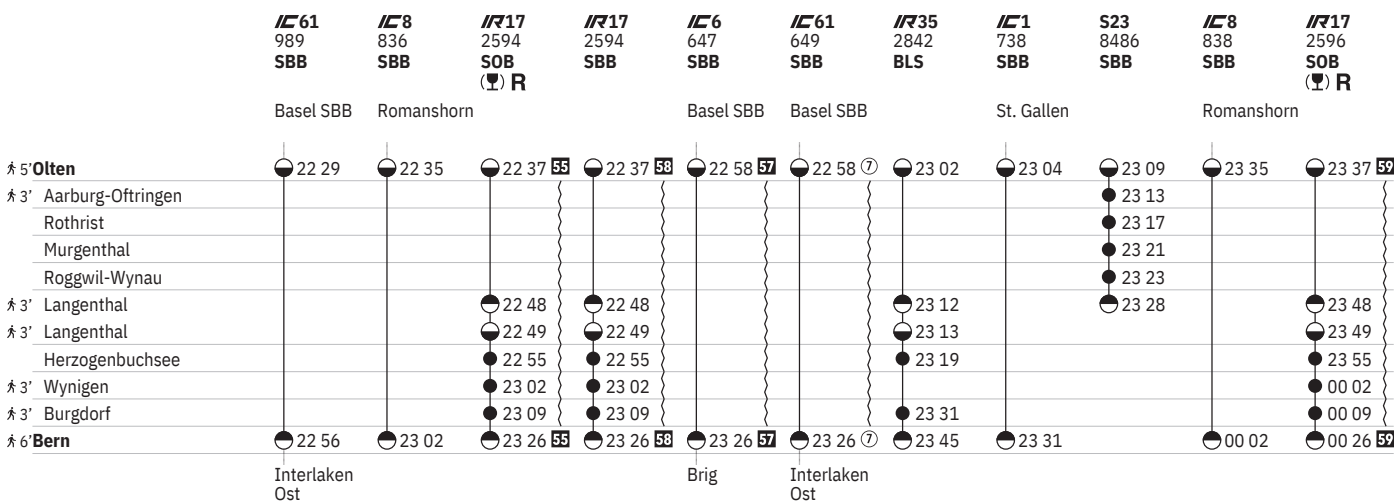 IC61 IC8 IR17 IR17 IC6 IC61 IR35 IC1 S23 IC8 IR17
989 836 2594 2594 647 649 2842 738 8486 838 2596
SBB SBB SOB SBB SBB SBB BLS SBB SBB SBB SOB
R R
Basel SBB Romanshorn Basel SBB Basel SBB St. Gallen Romanshorn
5' Olten 22 29 22 35 22 37 55 22 37 58 22 58 57 22 58 7 23 02 23 04 23 09 23 35 23 37 59
3' Aarburg-Oftringen 23 13
Rothrist 23 17
Murgenthal 23 21
Roggwil-Wynau 23 23
3' Langenthal 22 48 22 48 23 12 23 28 23 48
3' Langenthal 22 49 22 49 23 13 23 49
Herzogenbuchsee 22 55 22 55 23 19 23 55
3' Wynigen 23 02 23 02 00 02
3' Burgdorf 23 09 23 09 23 31 00 09
6' Bern 22 56 23 02 23 26 55 23 26 58 23 26 57 23 26 7 23 45 23 31 00 02 00 26 59
Interlaken Brig Interlaken
Ost Ost